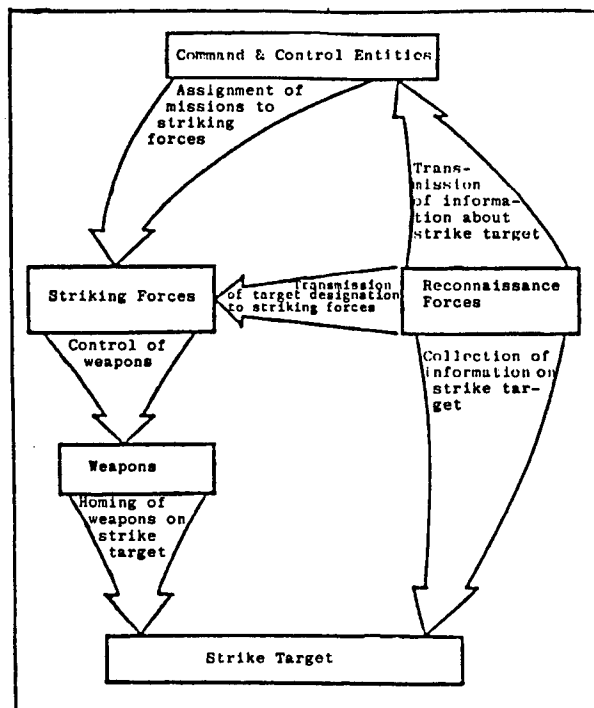 Command & Control Entities
Assignment of
missions to
striking
forces
Trans-
mission
of informa-
tion about
strike target
Striking Forces
Transmission
of target designation
to striking forces
Reconnaissance
Forces
Control of
weapons
Collection of
information on
strike tar-
get
Weapons
Homing of
weapons on
strike
target
Strike Target